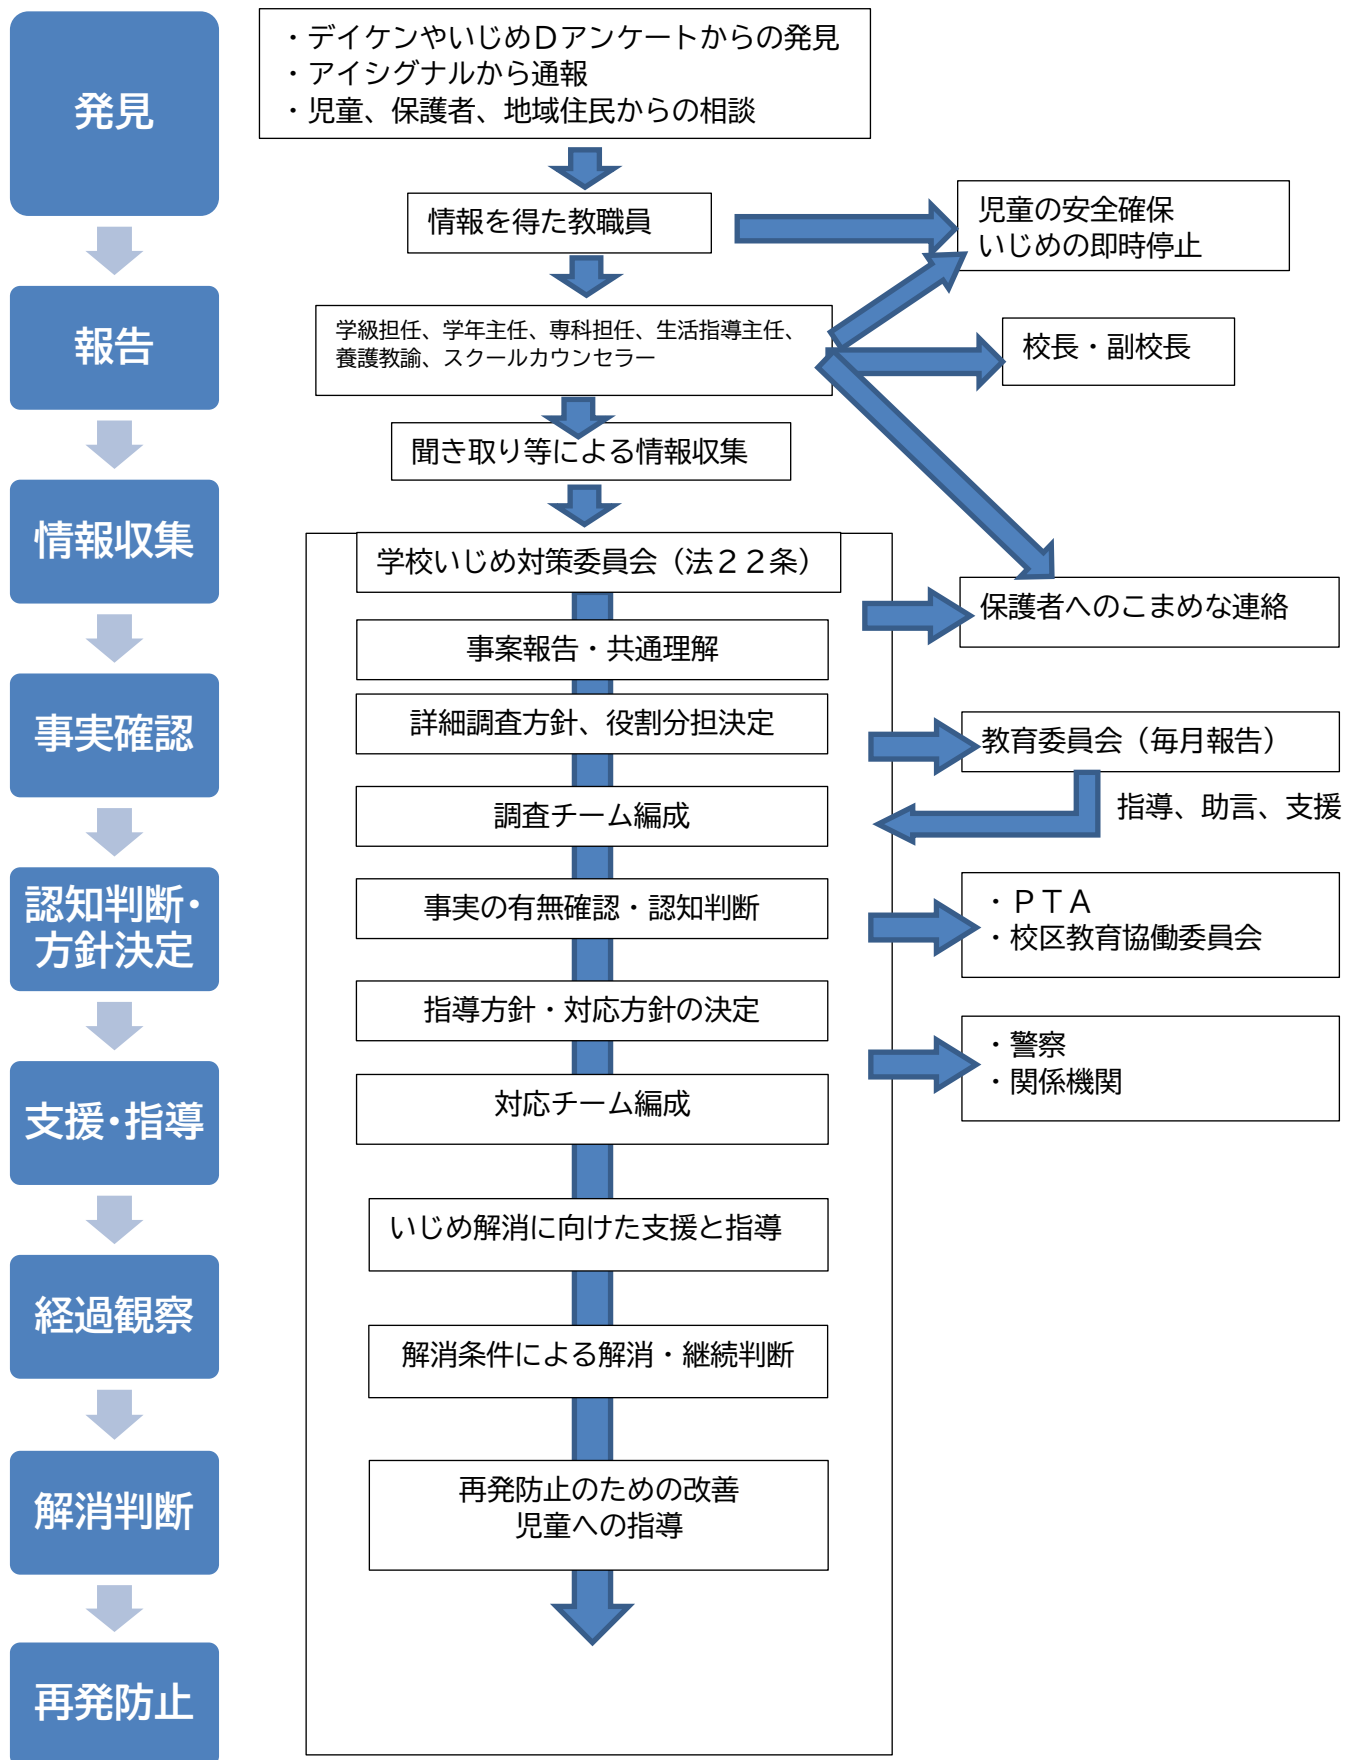 発見
報告
情報収集
事実確認
認知判断・
方針決定
支援・指導
経過観察
解消判断
再発防止
・デイケンやいじめＤアンケートからの発見
・アイシグナルから通報
・児童、保護者、地域住民からの相談
情報を得た教職員
児童の安全確保
いじめの即時停止
学級担任、学年主任、専科担任、生活指導主任、
養護教諭、スクールカウンセラー
校長・副校長
聞き取り等による情報収集
学校いじめ対策委員会（法２２条）
保護者へのこまめな連絡
事案報告・共通理解
詳細調査方針、役割分担決定
教育委員会（毎月報告）
指導、助言、支援
調査チーム編成
事実の有無確認・認知判断
・ＰＴＡ
・校区教育協働委員会
指導方針・対応方針の決定
・警察
・関係機関
対応チーム編成
いじめ解消に向けた支援と指導
解消条件による解消・継続判断
再発防止のための改善
児童への指導